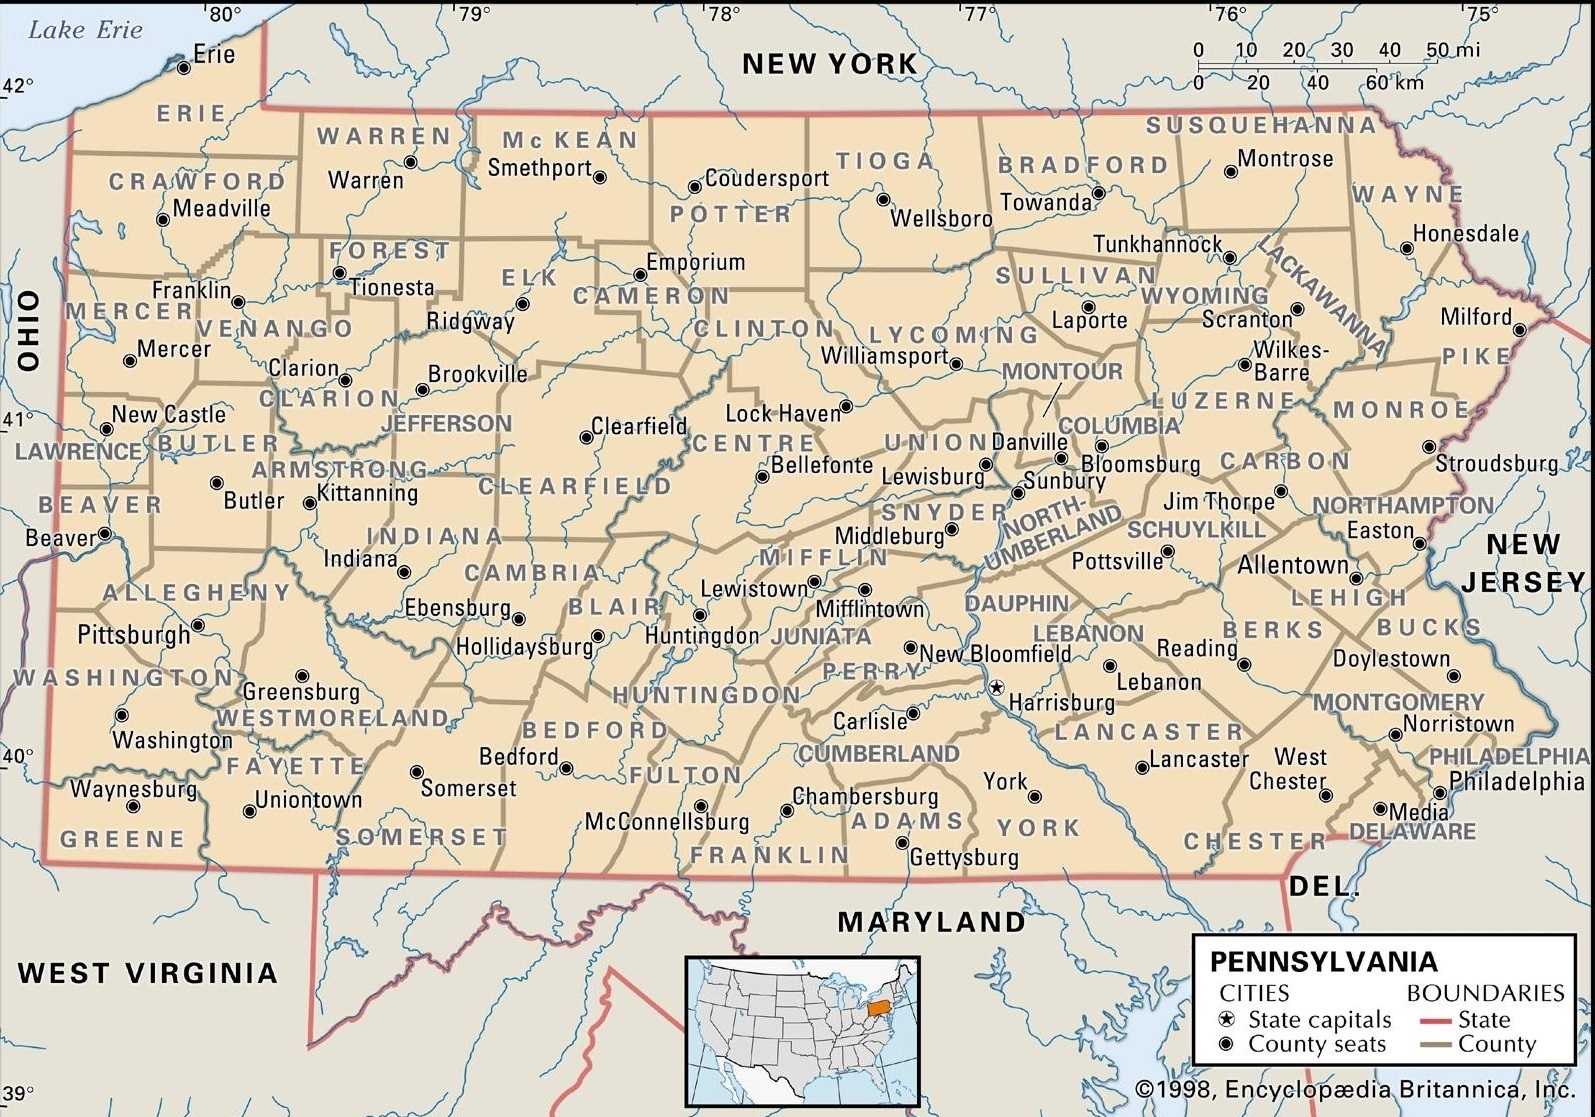 80°
79°
78°
77°
76°
75°
Lake Erie
Erie
NEW YORK
0 10 20 30 40 50 mi
0 20 40 60 km
42°
ERIE
WARREN
Warren
McKEAN
Smethport
Coudersport
POTTER
TIOGA
Wellsboro
BRADFORD
Towanda
SUSQUEHANNA
Montrose
WAYNE
Honesdale
CRAWFORD
Meadville
FOREST
Tionesta
ELK
Ridgway
Emporium
CAMERON
SULLIVAN
Laporte
Tunkhannock
WYOMING
LACKAWANNA
Scranton
Milford
PIKE
OHIO
MERCER
Mercer
Franklin
VENANGO
Clarion
CLARION
Brookville
JEFFERSON
CLINTON
Lock Haven
LYCOMING
Williamsport
MONTOUR
Wilkes-
Barre
LUZERNE
MONROE
Stroudsburg
41°
New Castle
LAWRENCE
BUTLER
Butler
ARMSTRONG
Kittanning
Clearfield
CLEARFIELD
CENTRE
Bellefonte
UNION
Lewisburg
Danville
COLUMBIA
Bloomsburg
Sunbury
CARBON
Jim Thorpe
NORTHAMPTON
Easton
BEAVER
Beaver
INDIANA
Indiana
CAMBRIA
Ebensburg
BLAIR
Hollidaysburg
SNYDER
Middleburg
NORTH-
UMBERLAND
SCHUYLKILL
Pottsville
Allentown
LEHIGH
NEW
JERSEY
ALLEGHENY
Pittsburgh
MIFFLIN
Lewistown
Mifflintown
JUNIATA
Huntingdon
HUNTINGDON
DAUPHIN
LEBANON
Lebanon
New Bloomfield
PERRY
Harrisburg
Reading
BERKS
BUCKS
Doylestown
WASHINGTON
Washington
Greensburg
WESTMORELAND
BEDFORD
Bedford
Carlisle
CUMBERLAND
LANCASTER
Lancaster
MONTGOMERY
Norristown
PHILADELPHIA
Philadelphia
40°
Waynesburg
GREENE
FAYETTE
Uniontown
Somerset
SOMERSET
FULTON
McConnellsburg
Chambersburg
FRANKLIN
ADAMS
Gettysburg
York
YORK
West
Chester
CHESTER
Media
DELAWARE
DEL.
MARYLAND
WEST VIRGINIA
39°
PENNSYLVANIA
CITIES
State capitals
County seats
BOUNDARIES
State
County
©1998, Encyclopædia Britannica, Inc.